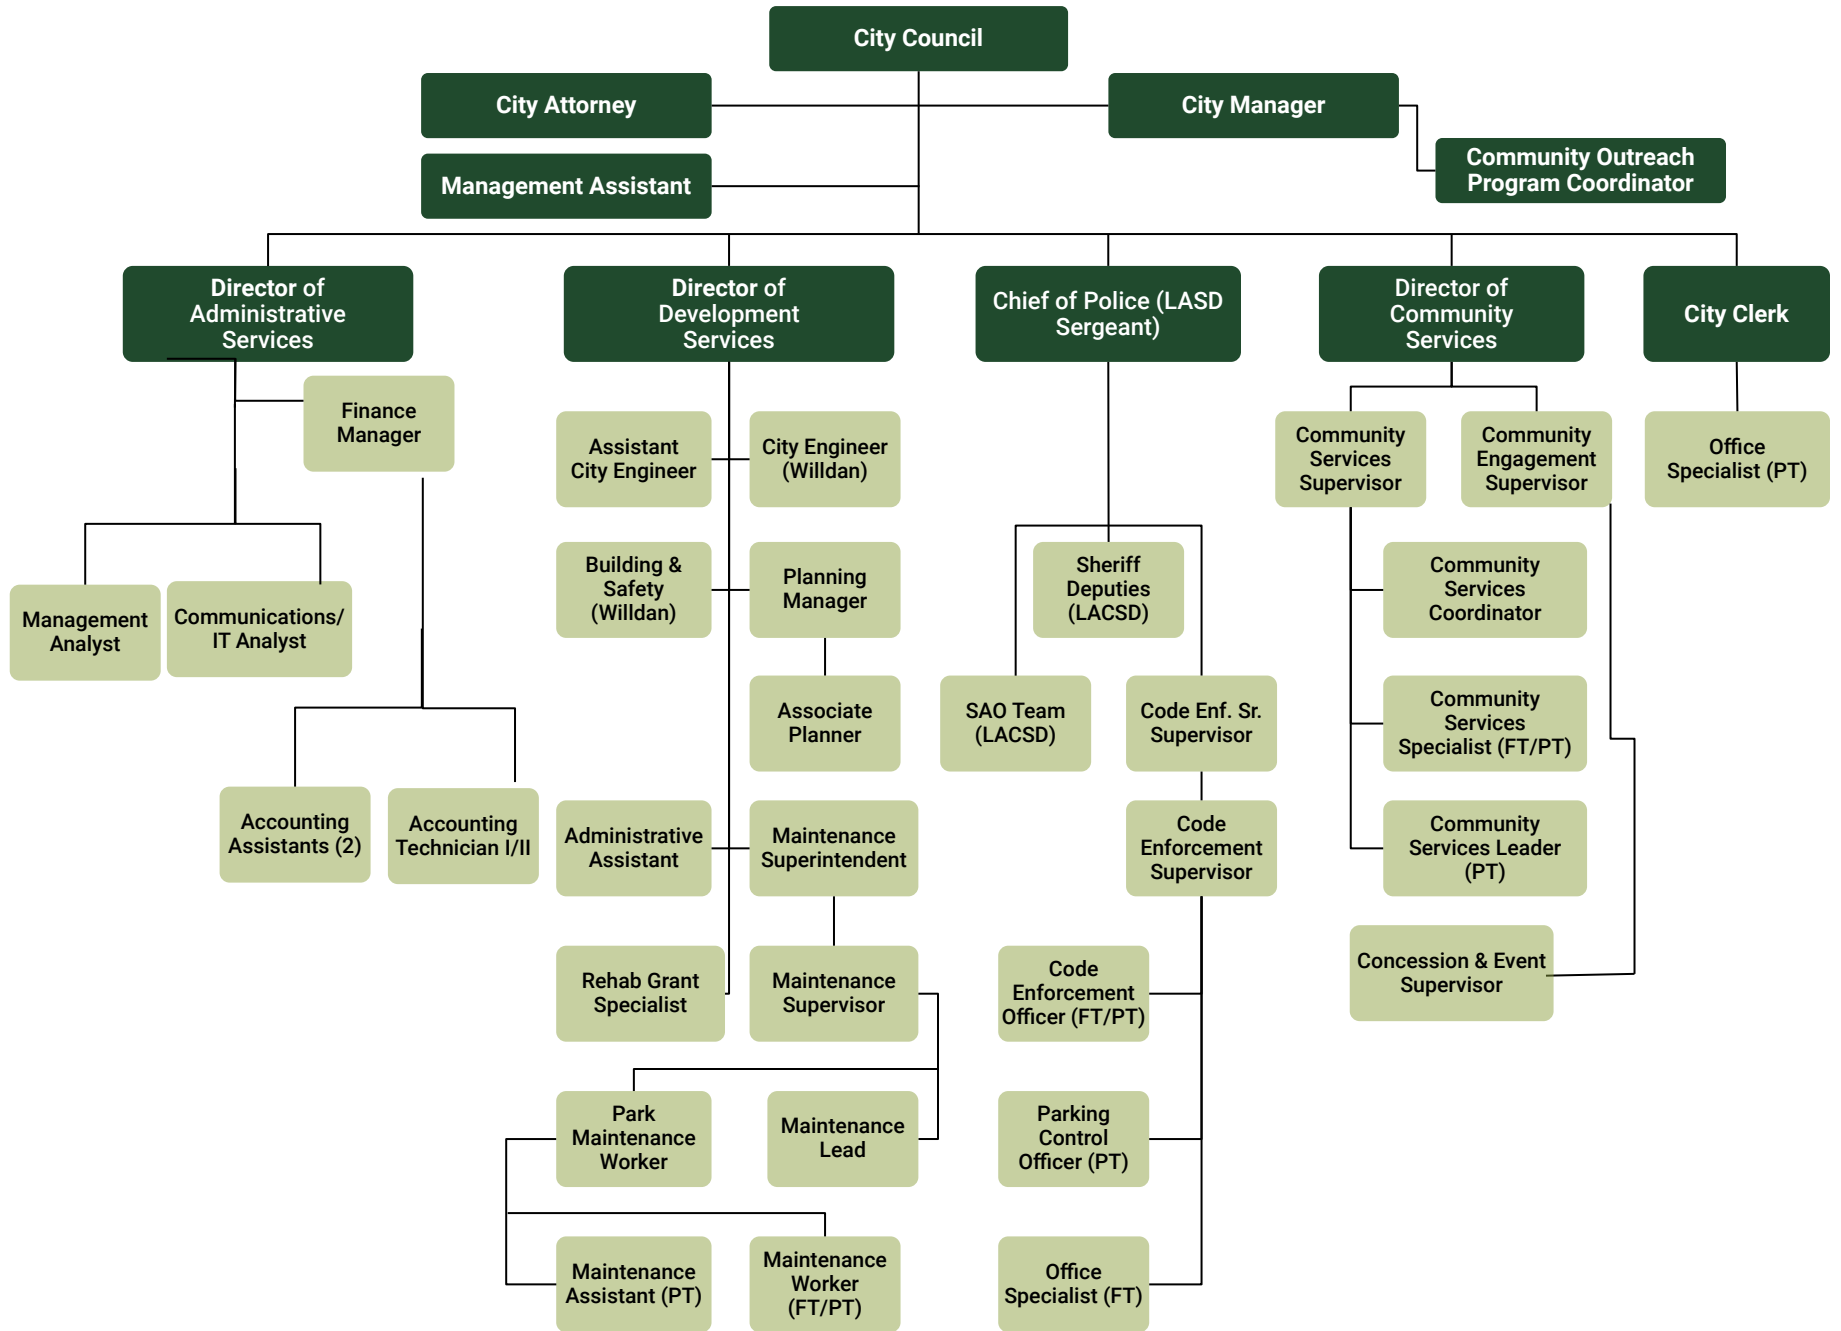 City Council
City Attorney
City Manager
Management Assistant
Community Outreach
Program Coordinator
Director of
Administrative
Services
Director of
Development
Services
Chief of Police (LASD
Sergeant)
Director of
Community
Services
City Clerk
Finance
Manager
Assistant
City Engineer
City Engineer
(Willdan)
Community
Services
Supervisor
Community
Engagement
Supervisor
Office
Specialist (PT)
Management
Analyst
Communications/
IT Analyst
Building &
Safety
(Willdan)
Planning
Manager
Sheriff
Deputies
(LACSD)
Community
Services
Coordinator
Associate
Planner
SAO Team
(LACSD)
Code Enf. Sr.
Supervisor
Community
Services
Specialist (FT/PT)
Accounting
Assistants (2)
Accounting
Technician I/II
Administrative
Assistant
Maintenance
Superintendent
Code
Enforcement
Supervisor
Community
Services Leader
(PT)
Rehab Grant
Specialist
Maintenance
Supervisor
Code
Enforcement
Officer (FT/PT)
Concession & Event
Supervisor
Park
Maintenance
Worker
Maintenance
Lead
Parking
Control
Officer (PT)
Maintenance
Assistant (PT)
Maintenance
Worker
(FT/PT)
Office
Specialist (FT)